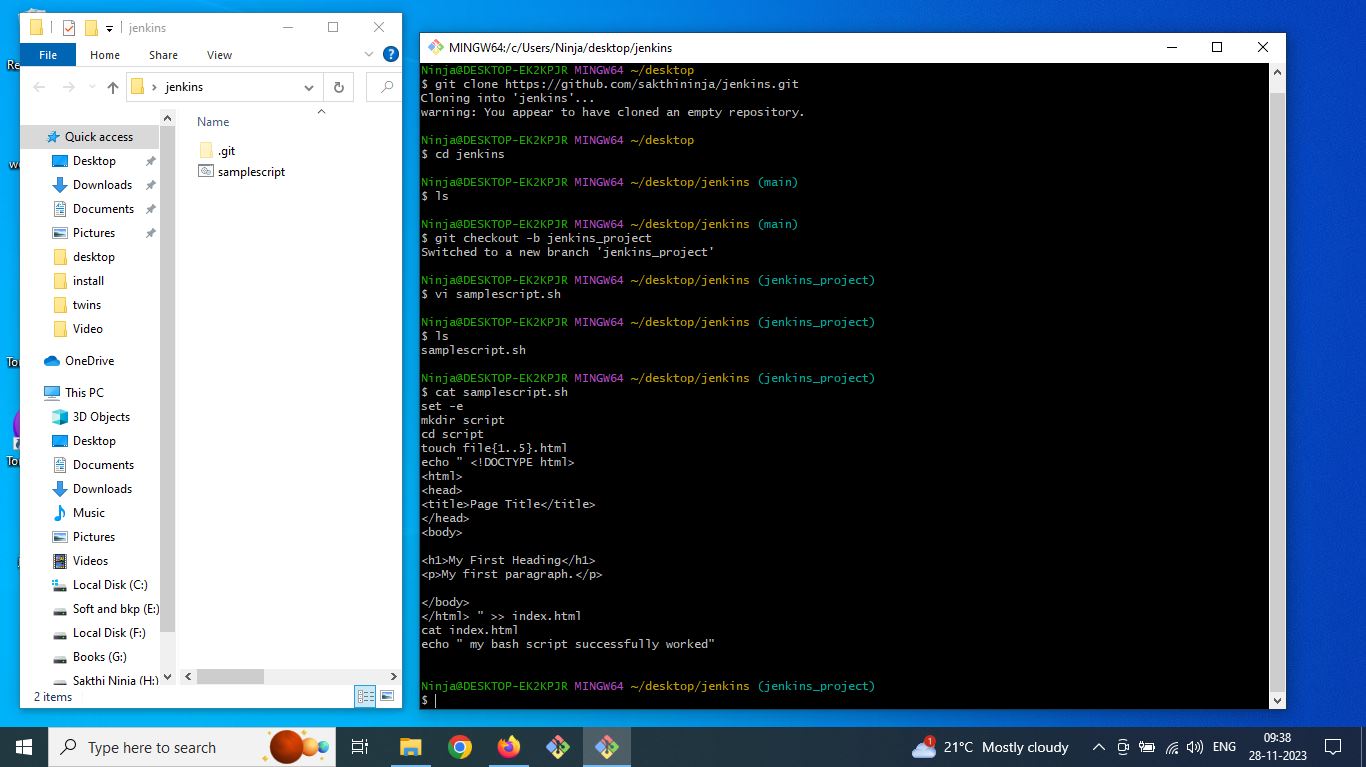 jenkins
File
Home
Share
View
jenkins
Name
.git
samplescript
Quick access
Desktop
Downloads
Documents
Pictures
desktop
install
twins
Video
OneDrive
This PC
3D Objects
Desktop
Documents
Downloads
Music
Pictures
Videos
Local Disk (C:)
Soft and bkp (E:)
Local Disk (F:)
Books (G:)
Sakthi Ninja (H:)
2 items
MINGW64:/c/Users/Ninja/desktop/jenkins
Ninja@DESKTOP-EK2KPJR MINGW64 ~/desktop
$ git clone https://github.com/sakthininja/jenkins.git
Cloning into 'jenkins'...
warning: You appear to have cloned an empty repository.
Ninja@DESKTOP-EK2KPJR MINGW64 ~/desktop
$ cd jenkins
Ninja@DESKTOP-EK2KPJR MINGW64 ~/desktop/jenkins (main)
$ ls
Ninja@DESKTOP-EK2KPJR MINGW64 ~/desktop/jenkins (main)
$ git checkout -b jenkins_project
Switched to a new branch 'jenkins_project'
Ninja@DESKTOP-EK2KPJR MINGW64 ~/desktop/jenkins (jenkins_project)
$ vi samplescript.sh
Ninja@DESKTOP-EK2KPJR MINGW64 ~/desktop/jenkins (jenkins_project)
$ ls
samplescript.sh
Ninja@DESKTOP-EK2KPJR MINGW64 ~/desktop/jenkins (jenkins_project)
$ cat samplescript.sh
set -e
mkdir script
cd script
touch file{1..5}.html
echo " <!DOCTYPE html>
<html>
<head>
<title>Page Title</title>
</head>
<body>
<h1>My First Heading</h1>
<p>My first paragraph.</p>
</body>
</html> " >> index.html
cat index.html
echo " my bash script successfully worked"
Ninja@DESKTOP-EK2KPJR MINGW64 ~/desktop/jenkins (jenkins_project)
$
Type here to search
1
21°C Mostly cloudy
ENG
09:38
28-11-2023